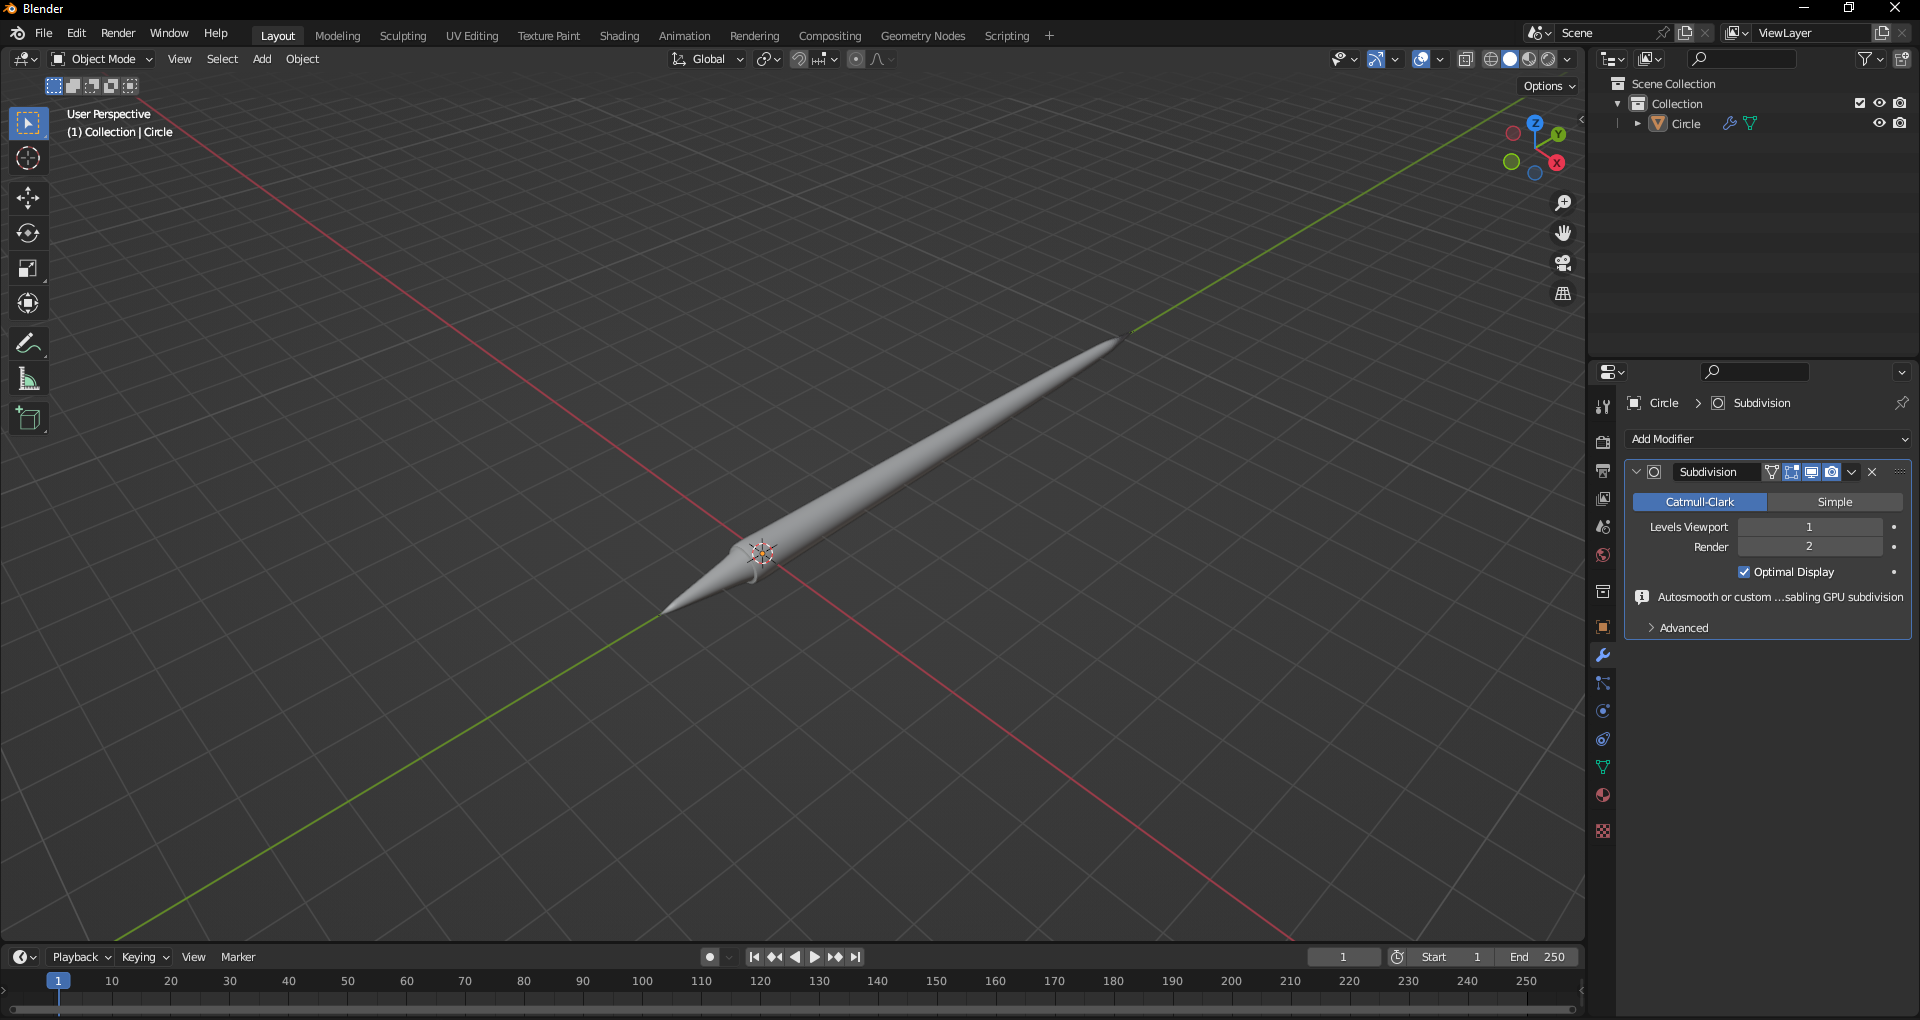 Blender
File Edit Render Window Help Layout Modeling Sculpting UV Editing Texture Paint Shading Animation Rendering Compositing Geometry Nodes Scripting + Scene ViewLayer
Object Mode View Select Add Object Global
Options
User Perspective
(1) Collection | Circle
Z
Y
X
Scene Collection
Collection
Circle
Circle > Subdivision
Add Modifier
Subdivision
Catmull-Clark Simple
Levels Viewport 1
Render 2
Optimal Display
Autosmooth or custom ...sabling GPU subdivision
Advanced
Playback Keying View Marker 1 Start 1 End 250
1 10 20 30 40 50 60 70 80 90 100 110 120 130 140 150 160 170 180 190 200 210 220 230 240 250